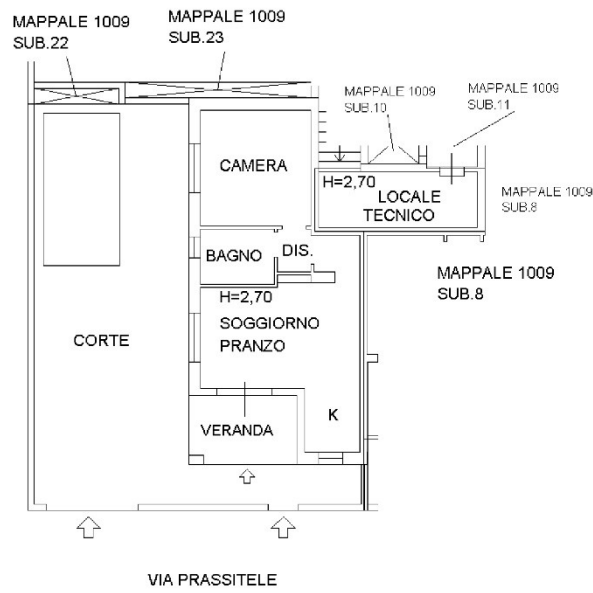 MAPPALE 1009
SUB.22
MAPPALE 1009
SUB.23
MAPPALE 1009
SUB.10
MAPPALE 1009
SUB.11
CAMERA
H=2,70
LOCALE
TECNICO
MAPPALE 1009
SUB.8
BAGNO
DIS.
MAPPALE 1009
SUB.8
H=2,70
SOGGIORNO
PRANZO
CORTE
K
VERANDA
VIA PRASSITELE